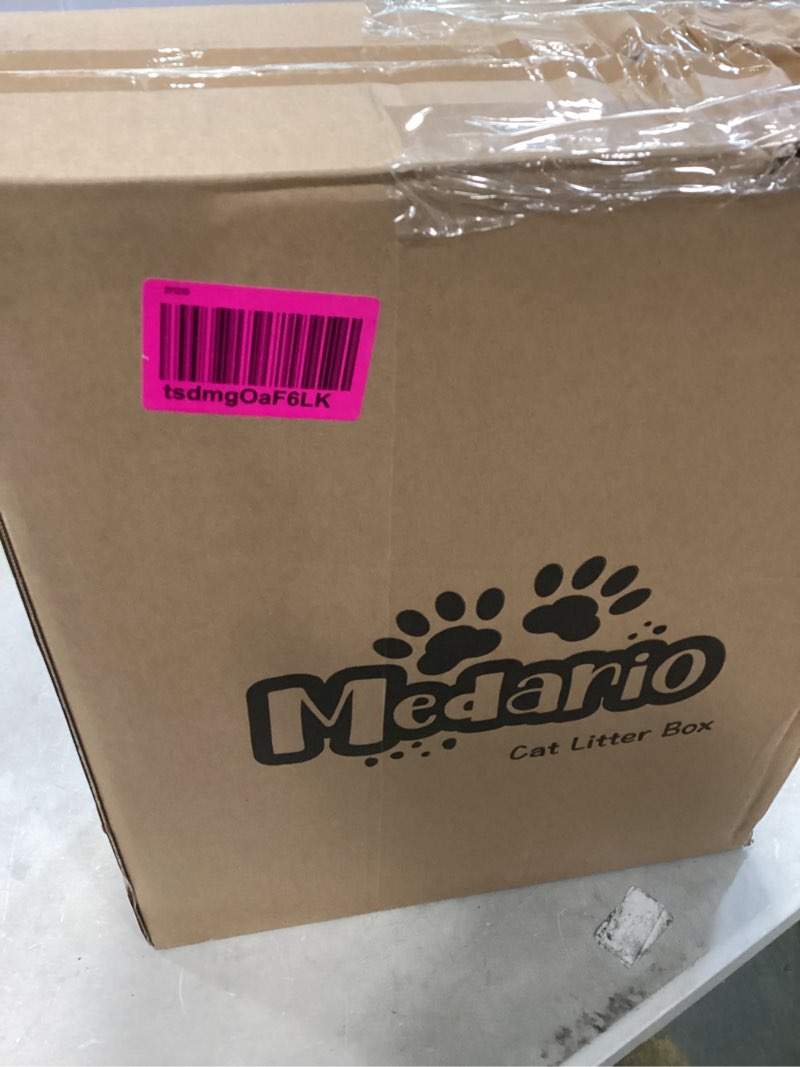 tsdmgOaF6LK
Medario
Cat Litter Box